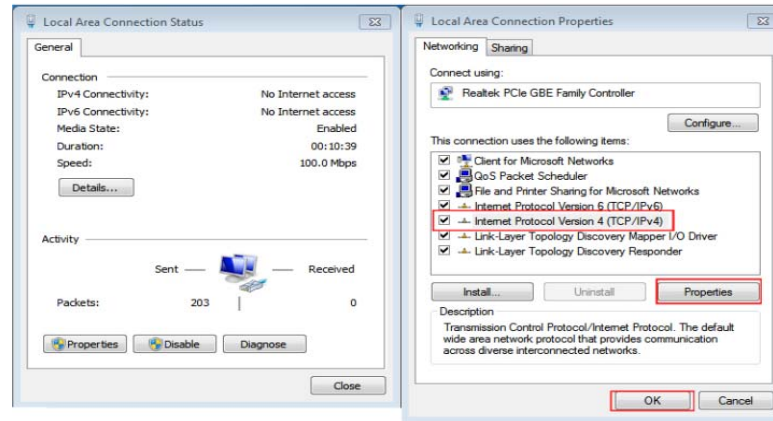 Local Area Connection Status
General
Connection
IPv4 Connectivity: No Internet access
IPv6 Connectivity: No Internet access
Media State: Enabled
Duration: 00:10:39
Speed: 100.0 Mbps
Details...
Activity
Sent — — Received
Packets: 203 0
Properties Disable Diagnose
Close
Local Area Connection Properties
Networking Sharing
Connect using:
Realtek PCIe GBE Family Controller
Configure...
This connection uses the following items:
Client for Microsoft Networks
QoS Packet Scheduler
File and Printer Sharing for Microsoft Networks
Internet Protocol Version 6 (TCP/IPv6)
Internet Protocol Version 4 (TCP/IPv4)
Link-Layer Topology Discovery Mapper I/O Driver
Link-Layer Topology Discovery Responder
Install... Uninstall Properties
Description
Transmission Control Protocol/Internet Protocol. The default
wide area network protocol that provides communication
across diverse interconnected networks.
OK Cancel